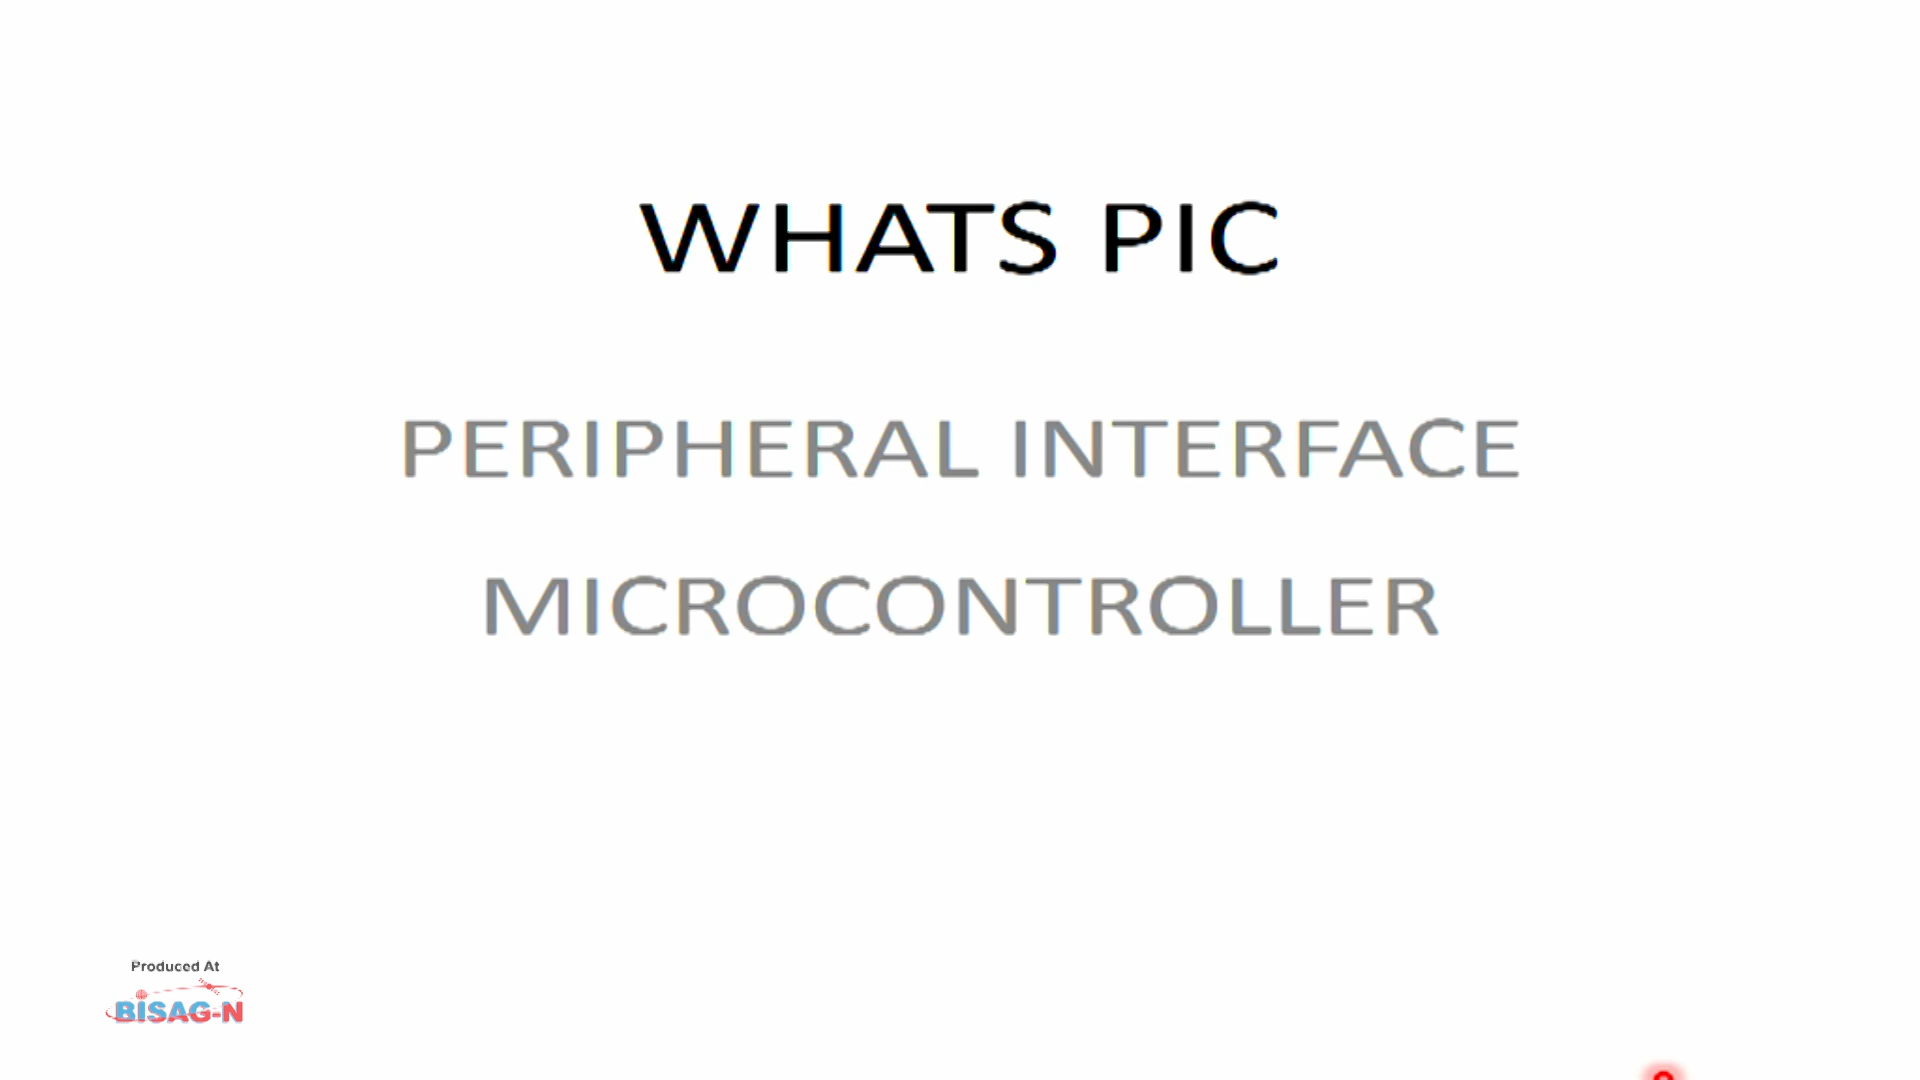 WHATS PIC
PERIPHERAL INTERFACE
MICROCONTROLLER
Produced At
BISAG-N